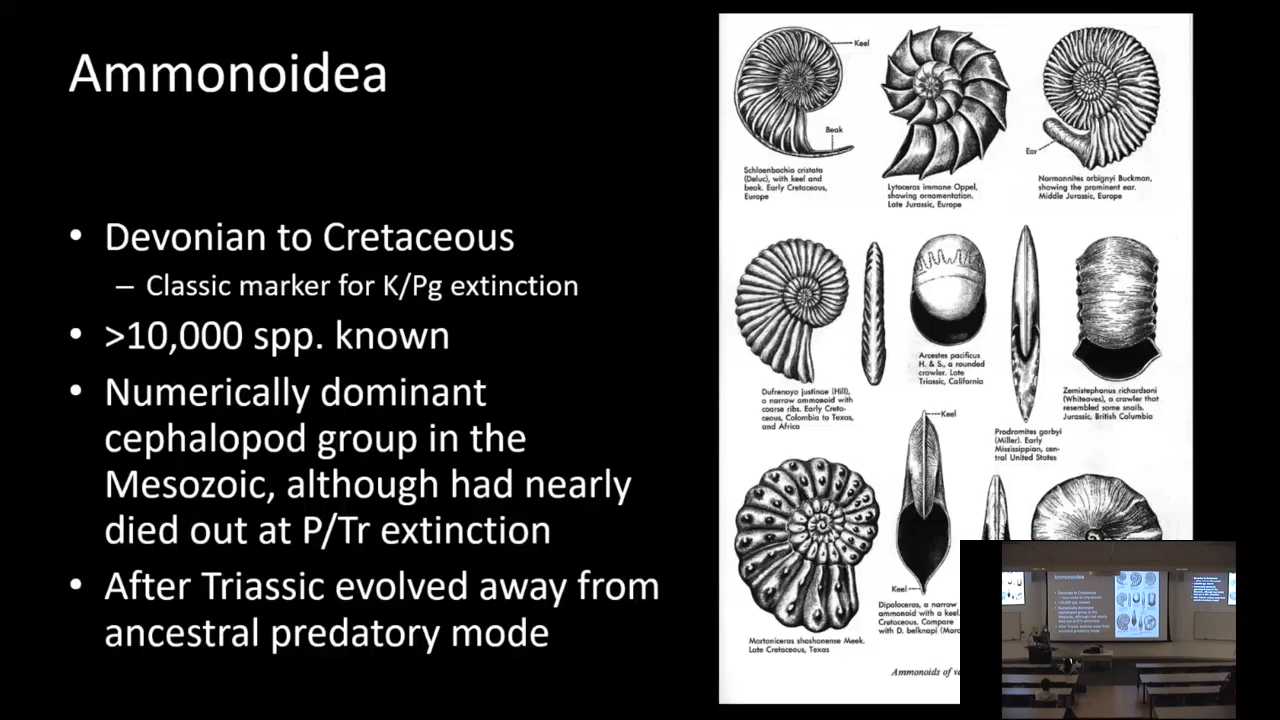 Ammonoidea
• Devonian to Cretaceous
– Classic marker for K/Pg extinction
• >10,000 spp. known
• Numerically dominant
cephalopod group in the
Mesozoic, although had nearly
died out at P/Tr extinction
• After Triassic evolved away from
ancestral predatory mode
Keel
Beak
Schloenbachia cristata
(Deluc), with keel and
beak. Early Cretaceous,
Europe
Lytoceras immane Oppel,
showing ornamentation.
Late Jurassic, Europe
Ear
Normannites orbignyi Buckman,
showing the prominent ear.
Middle Jurassic, Europe
Dufrenoya justinae (Hill),
a narrow ammonoid with
coarse ribs. Early Creta-
ceous, Colombia to Texas,
and Africa
Arcestes pacificus
H. & S., a rounded
crawler. Late
Triassic, California
Prodromites gorbyi
(Miller). Early
Mississippian, cen-
tral United States
Zemistephanus richardsoni
(Whiteaves), a crawler that
resembled some snails.
Jurassic, British Columbia
Keel
Keel
Mortoniceras shoshonense Meek.
Late Cretaceous, Texas
Dipoloceras, a narrow
ammonoid with a keel.
Cretaceous. Compare
with D. belknapi
Ammonoids of
Ammonoidea